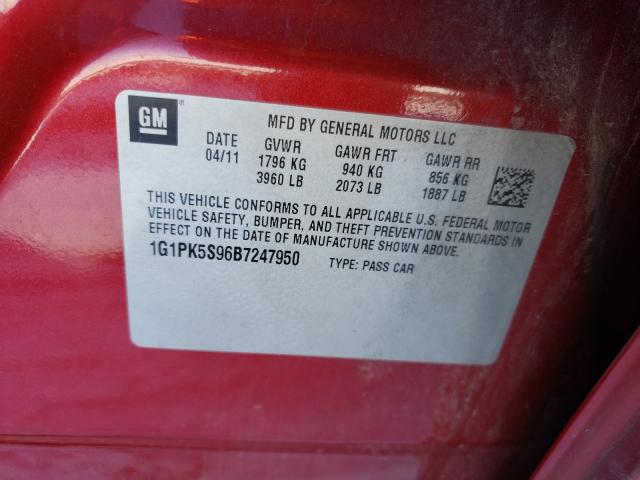 GM
MFD BY GENERAL MOTORS LLC
DATE GVWR GAWR FRT GAWR RR
04/11 1796 KG 940 KG 856 KG
3960 LB 2073 LB 1887 LB
THIS VEHICLE CONFORMS TO ALL APPLICABLE U.S. FEDERAL MOTOR
VEHICLE SAFETY, BUMPER, AND THEFT PREVENTION STANDARDS IN
EFFECT ON THE DATE OF MANUFACTURE SHOWN ABOVE.
1G1PK5S96B7247950 TYPE: PASS CAR